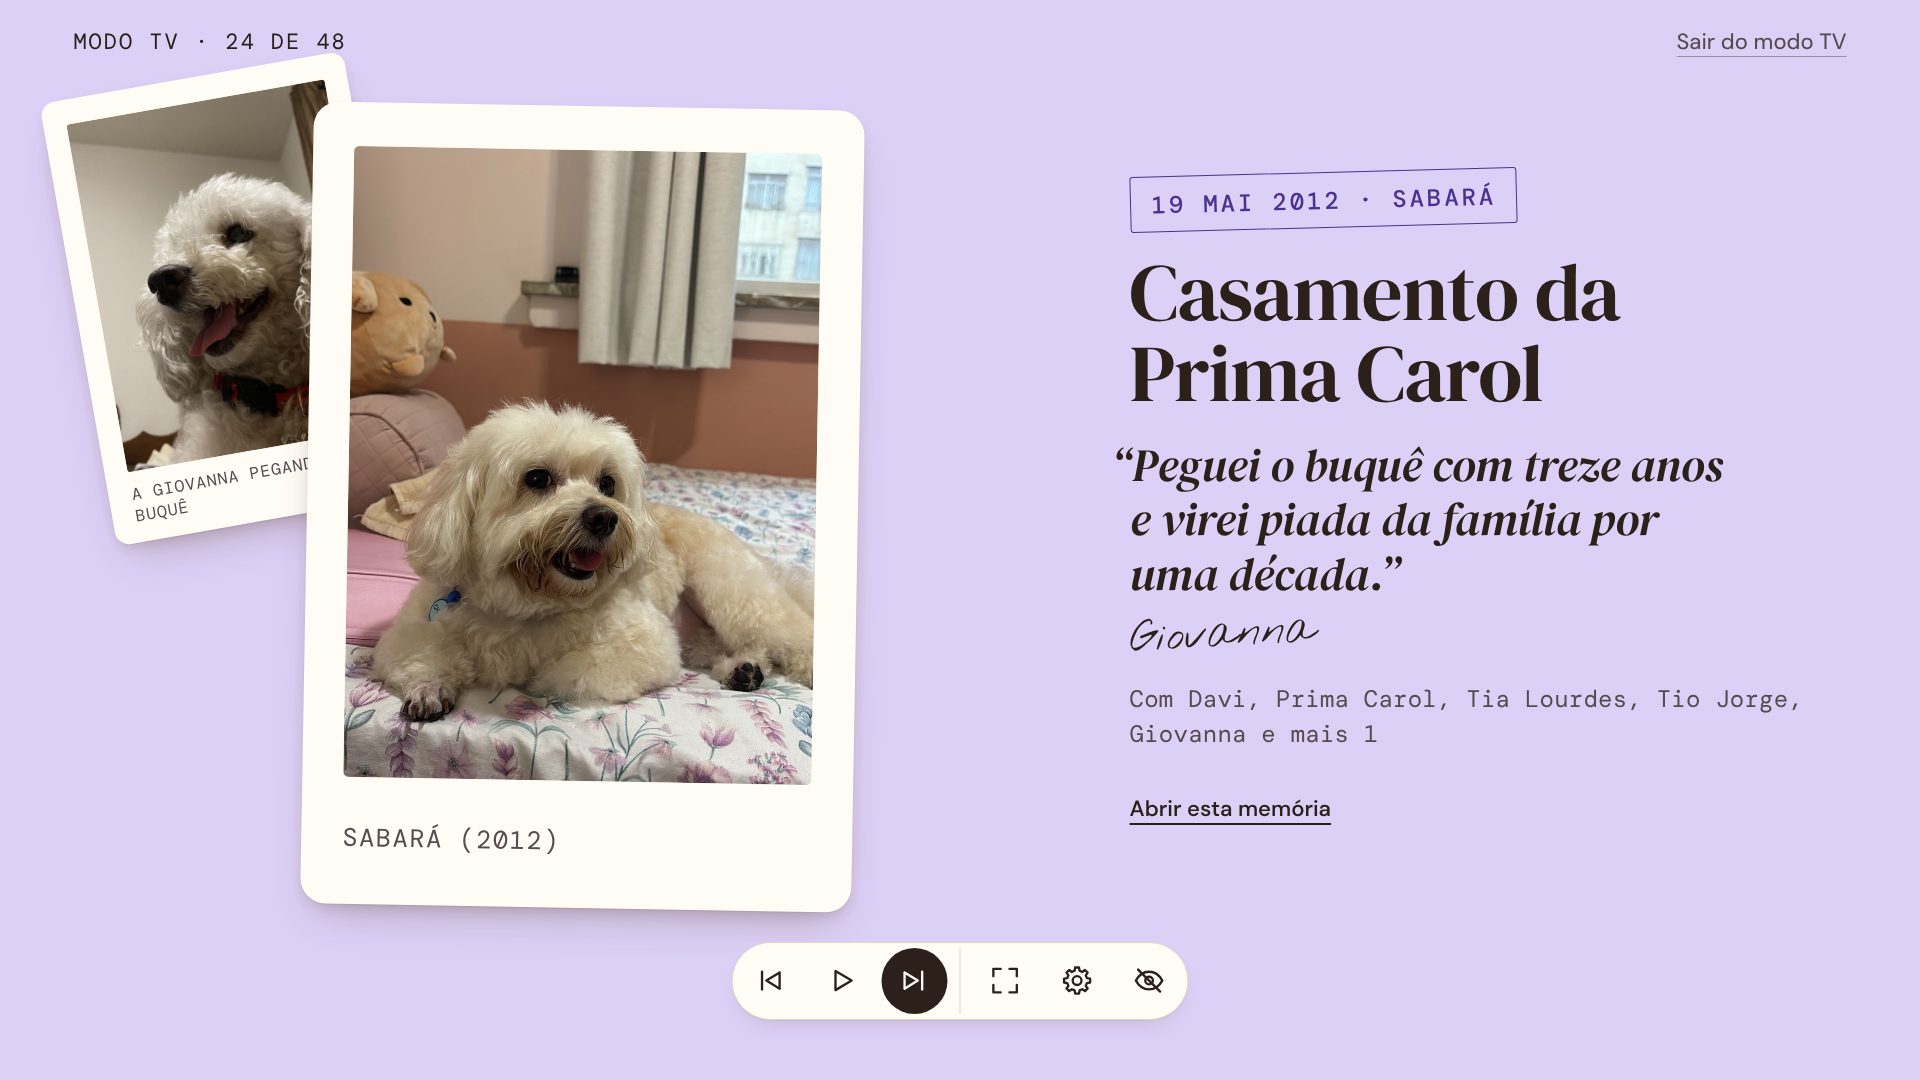 MODO TV · 24 DE 48
Sair do modo TV
A GIOVANNA
BUQUÊ
SABARÁ (2012)
19 MAI 2012 · SABARÁ
Casamento da
Prima Carol
“Peguei o buquê com treze anos
e virei piada da família por
uma década.”
Giovanna
Com Davi, Prima Carol, Tia Lourdes, Tio Jorge,
Giovanna e mais 1
Abrir esta memória